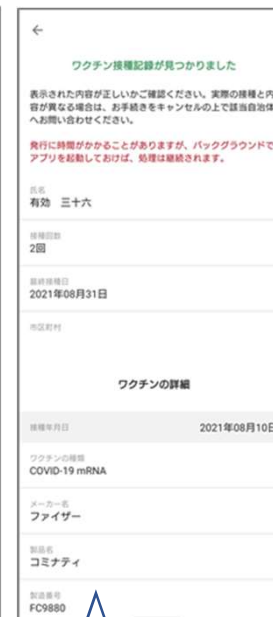 ワクチン接種記録が見つかりました
表示された内容が正しいかご確認ください。実際の接種と内
容が異なる場合は、お手続きをキャンセルの上で該当自治体
へお問い合わせください。
発行に時間がかかることがありますが、バックグラウンドで
アプリを起動しておけば、処理は継続されます。
氏名
有効 三十六
接種回数
2回
最終接種日
2021年08月31日
市区町村
ワクチンの詳細
接種年月日
2021年08月10日
ワクチンの種類
COVID-19 mRNA
メーカー名
ファイザー
製品名
コミナティ
製造番号
FC9880